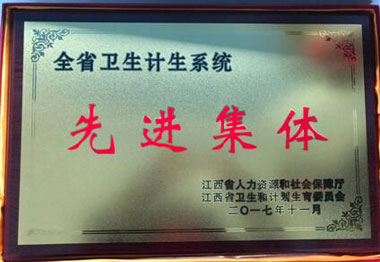 全省卫生计生系统
先进集体
江西省人力资源和社会保障厅
江西省卫生和计划生育委员会
二〇一七年十一月